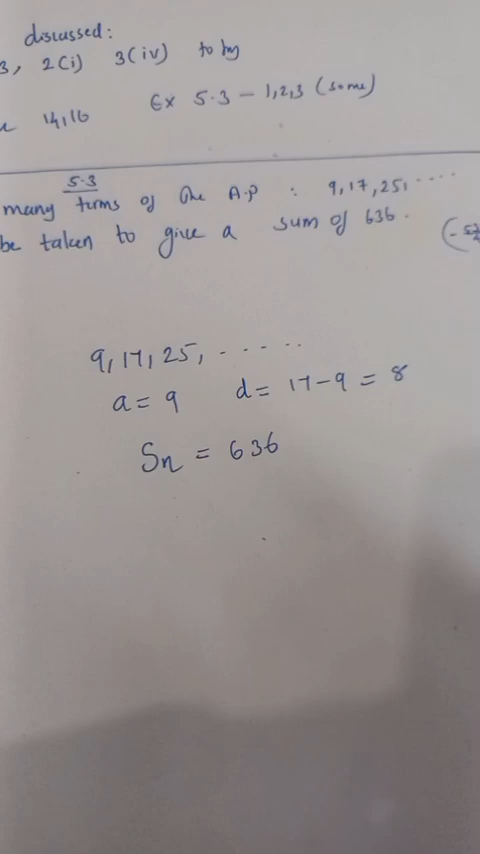 discussed:
3, 2(i) 3(iv) to by
14,16 Ex 5.3 - 1,2,3 (some)
5.3
many terms of the A.P : 9, 17, 25, ....
be taken to give a sum of 636.
9, 17, 25, . . . . . .
a = 9 d = 17 - 9 = 8
Sn = 636